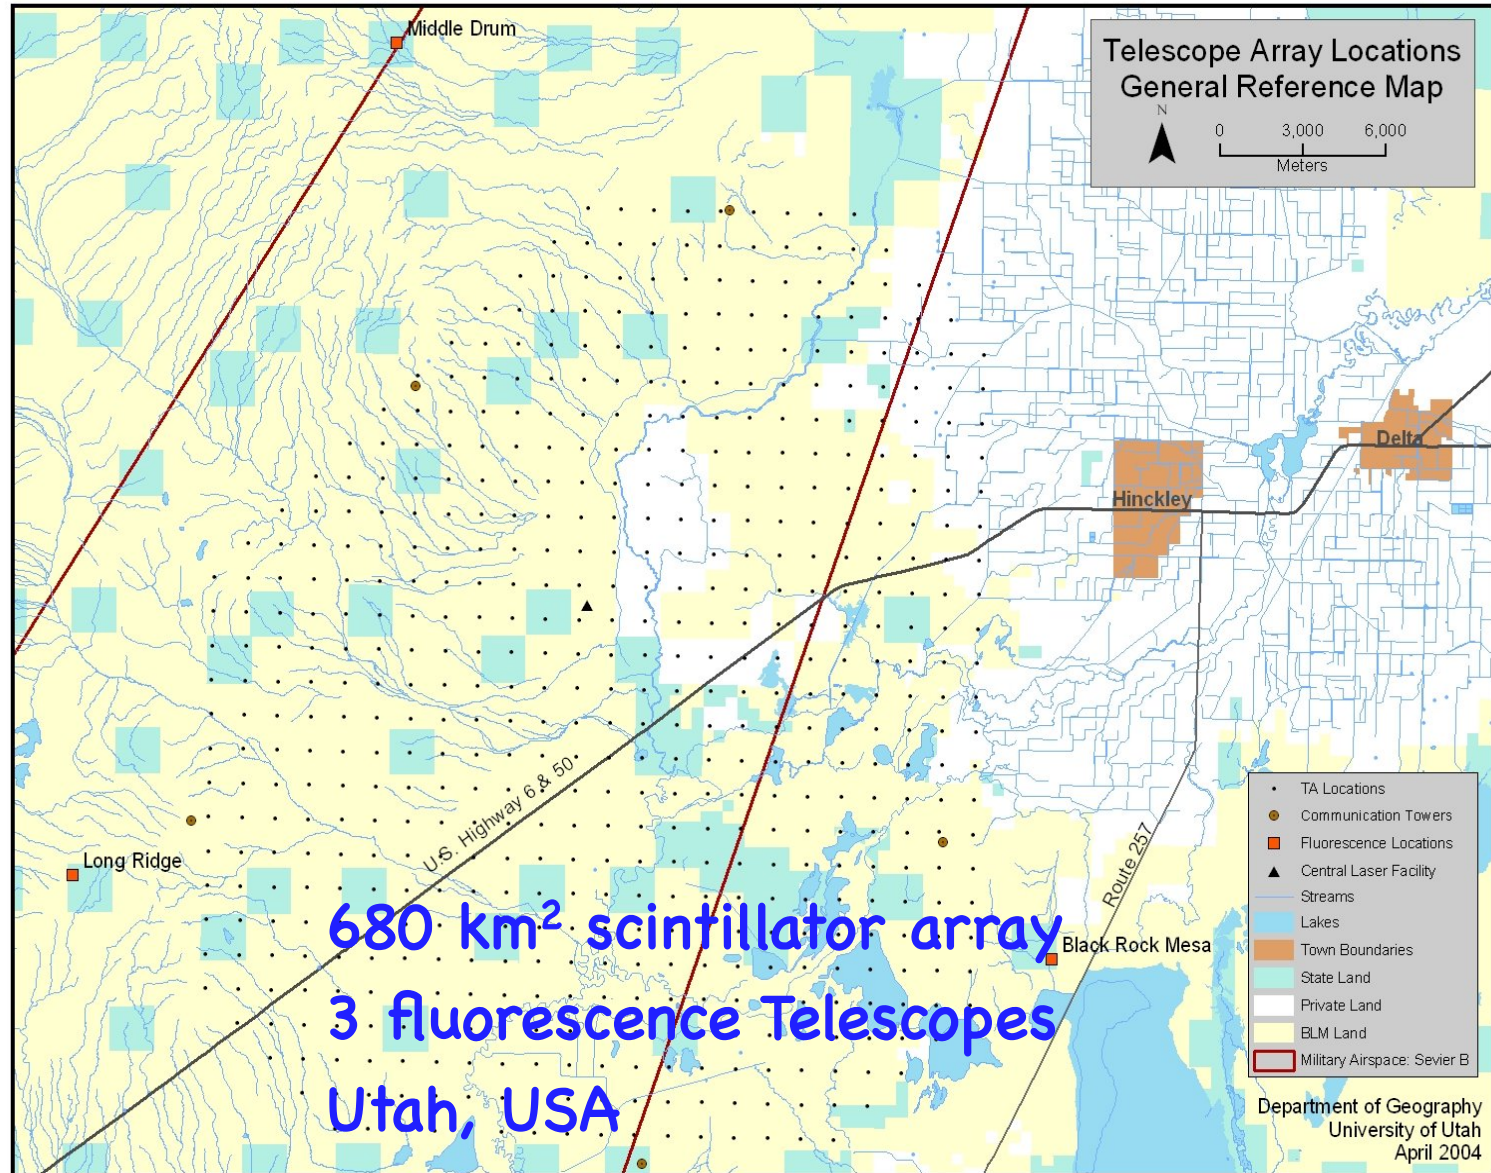 Middle Drum
Telescope Array Locations
General Reference Map
N
0 3,000 6,000
Meters
Delta
Hinckley
U.S. Highway 6 & 50
Long Ridge
Route 257
TA Locations
Communication Towers
Fluorescence Locations
Central Laser Facility
Streams
Lakes
Town Boundaries
State Land
Private Land
BLM Land
Military Airspace: Sevier B
680 km² scintillator array
Black Rock Mesa
3 fluorescence Telescopes
Utah, USA
Department of Geography
University of Utah
April 2004